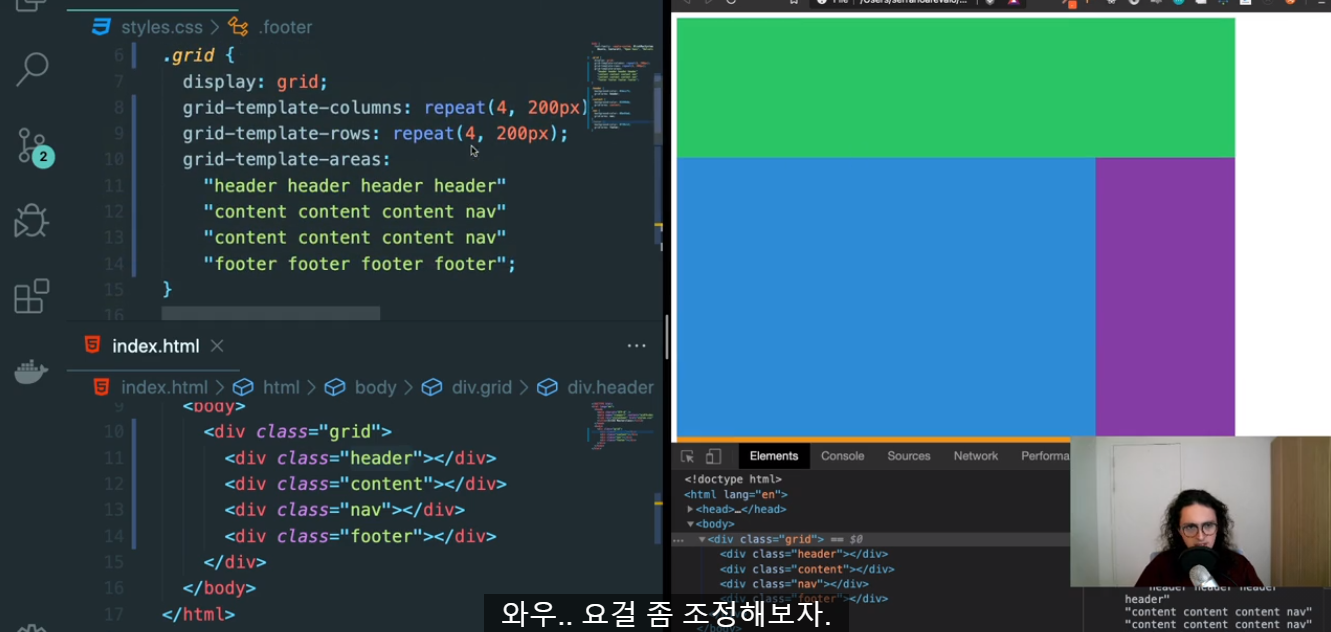 styles.css > .footer
6 .grid {
7 display: grid;
8 grid-template-columns: repeat(4, 200px)
9 grid-template-rows: repeat(4, 200px);
10 grid-template-areas:
11 "header header header header"
12 "content content content nav"
13 "content content content nav"
14 "footer footer footer footer";
15 }
16
2
index.html ×
index.html > html > body > div.grid > div.header
9 <body>
10 <div class="grid">
11 <div class="header"></div>
12 <div class="content"></div>
13 <div class="nav"></div>
14 <div class="footer"></div>
15 </div>
16 </body>
17 </html>
Elements Console Sources Network Performa
<!doctype html>
<html lang="en">
<head>…</head>
<body>
<div class="grid"> == $0
<div class="header"></div>
<div class="content"></div>
<div class="nav"></div>
<div class="footer"></div>
</div>
header"
"content content content nav"
"content content content nav"
와우.. 요걸 좀 조정해보자.